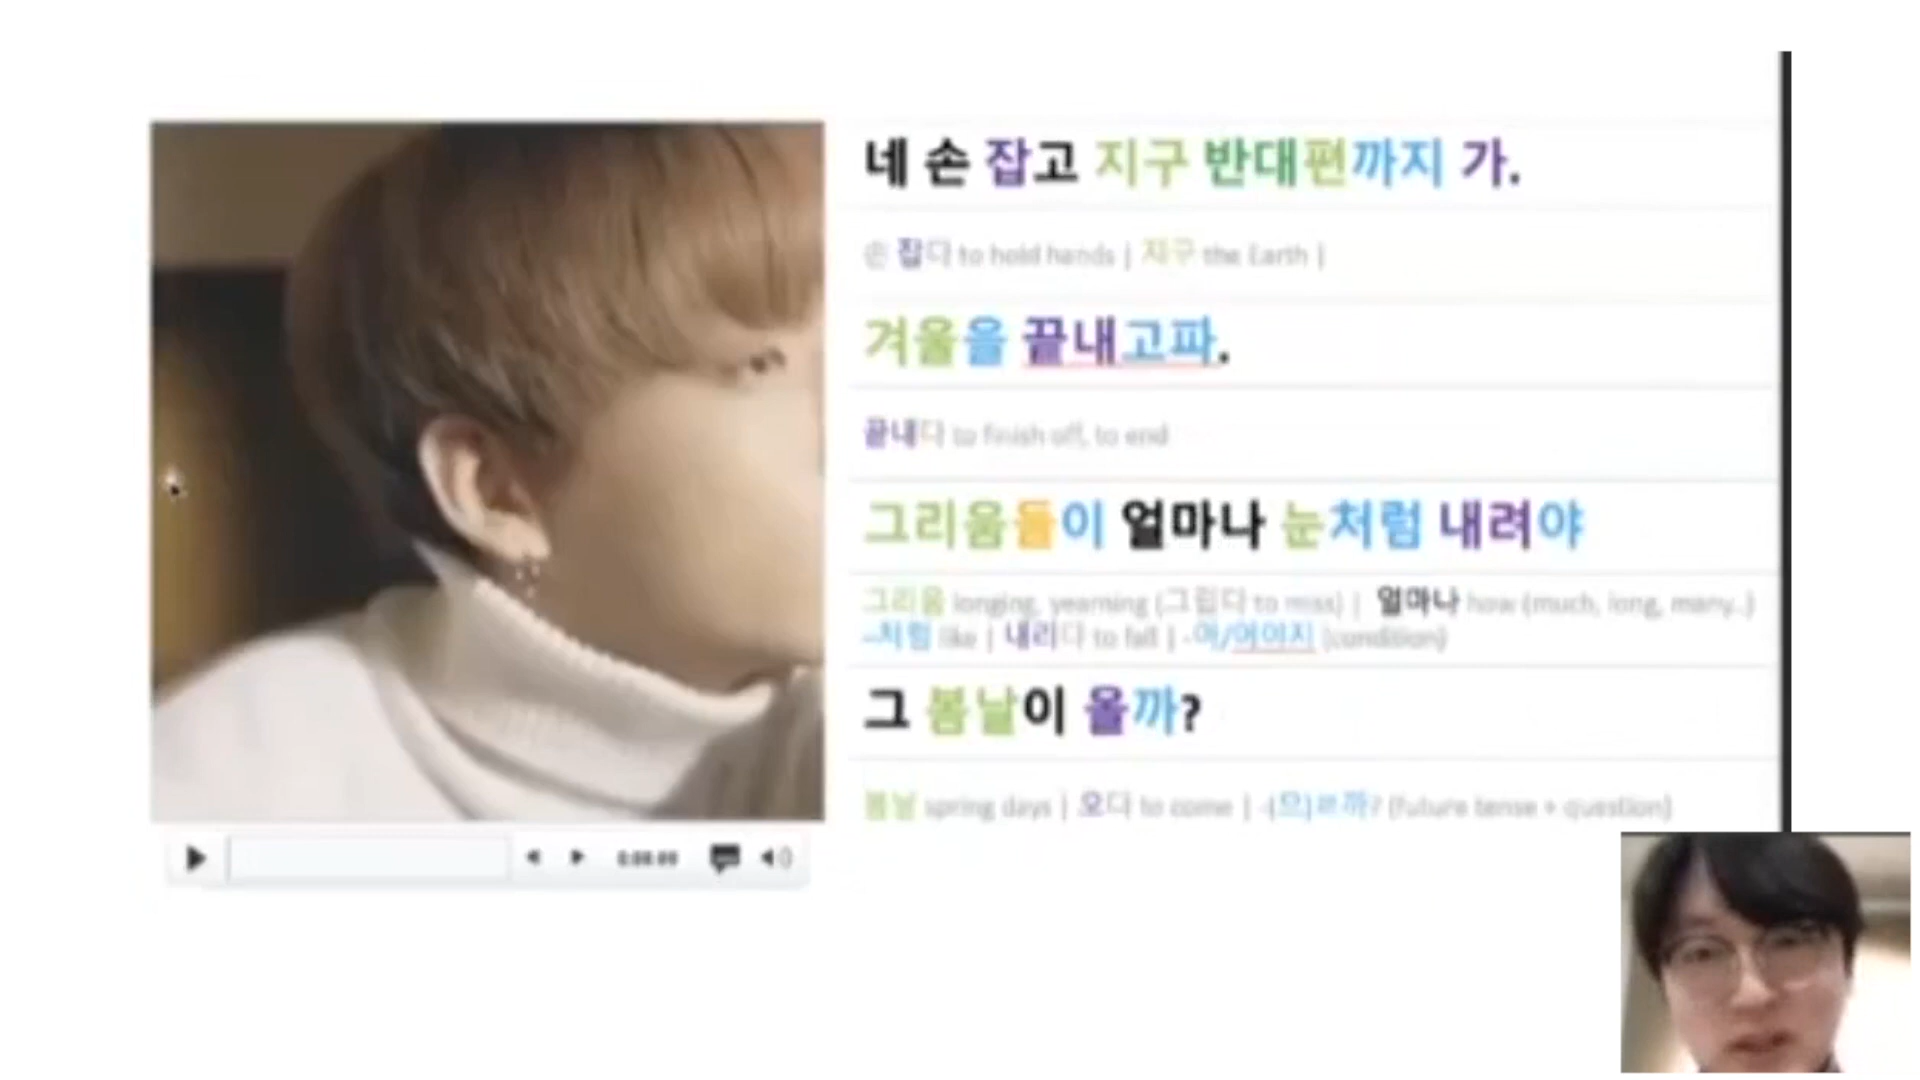 네 손 잡고 지구 반대편까지 가.
손 잡다 to hold hands | 지구 the Earth |
겨울을 끝내고파.
끝내다 to finish off, to end
그리움들이 얼마나 눈처럼 내려야
그리움 longing, yearning (그립다 to miss) | 얼마나 how (much, long, many..)
-처럼 like | 내리다 to fall | -아/어야지 (condition)
그 봄날이 올까?
봄날 spring days | 오다 to come | -(으)ㄹ까? (future tense + question)
0:00.00